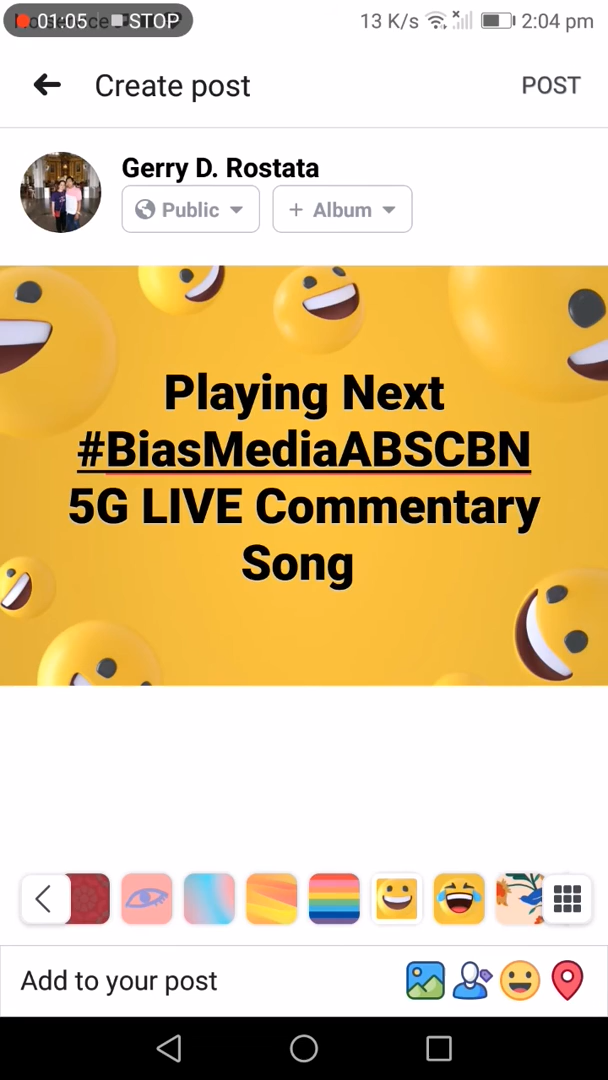 01:05 STOP 13 K/s 2:04 pm
Create post POST
Gerry D. Rostata
Public + Album
Playing Next
#BiasMediaABSCBN
5G LIVE Commentary
Song
Add to your post